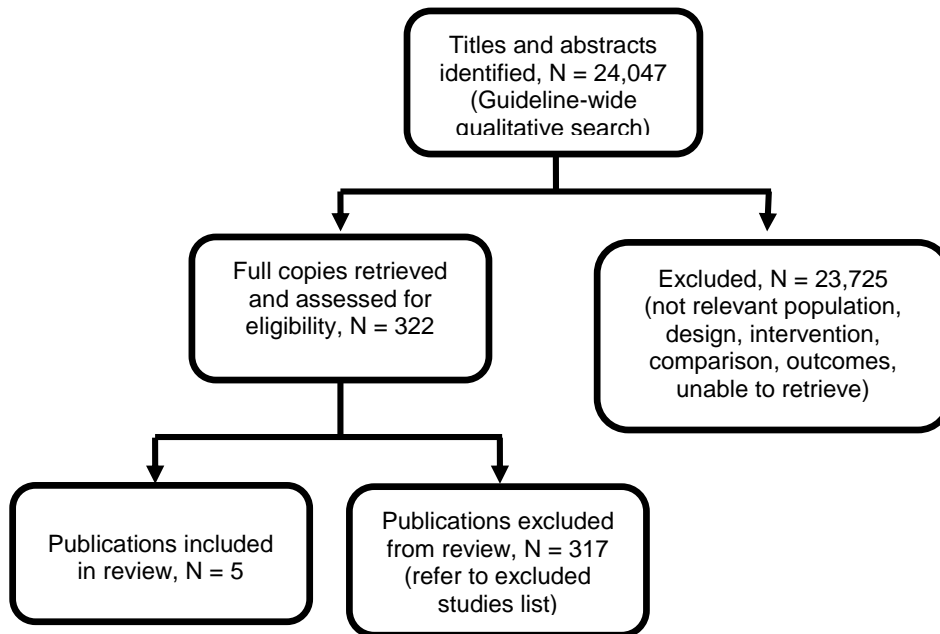 Titles and abstracts
identified, N = 24,047
(Guideline-wide
qualitative search)
Full copies retrieved
and assessed for
eligibility, N = 322
Excluded, N = 23,725
(not relevant population,
design, intervention,
comparison, outcomes,
unable to retrieve)
Publications included
in review, N = 5
Publications excluded
from review, N = 317
(refer to excluded
studies list)